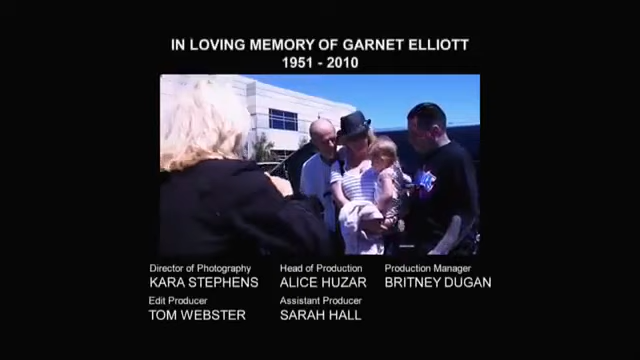 IN LOVING MEMORY OF GARNET ELLIOTT
1951 - 2010
Director of Photography
KARA STEPHENS
Head of Production
ALICE HUZAR
Production Manager
BRITNEY DUGAN
Edit Producer
TOM WEBSTER
Assistant Producer
SARAH HALL